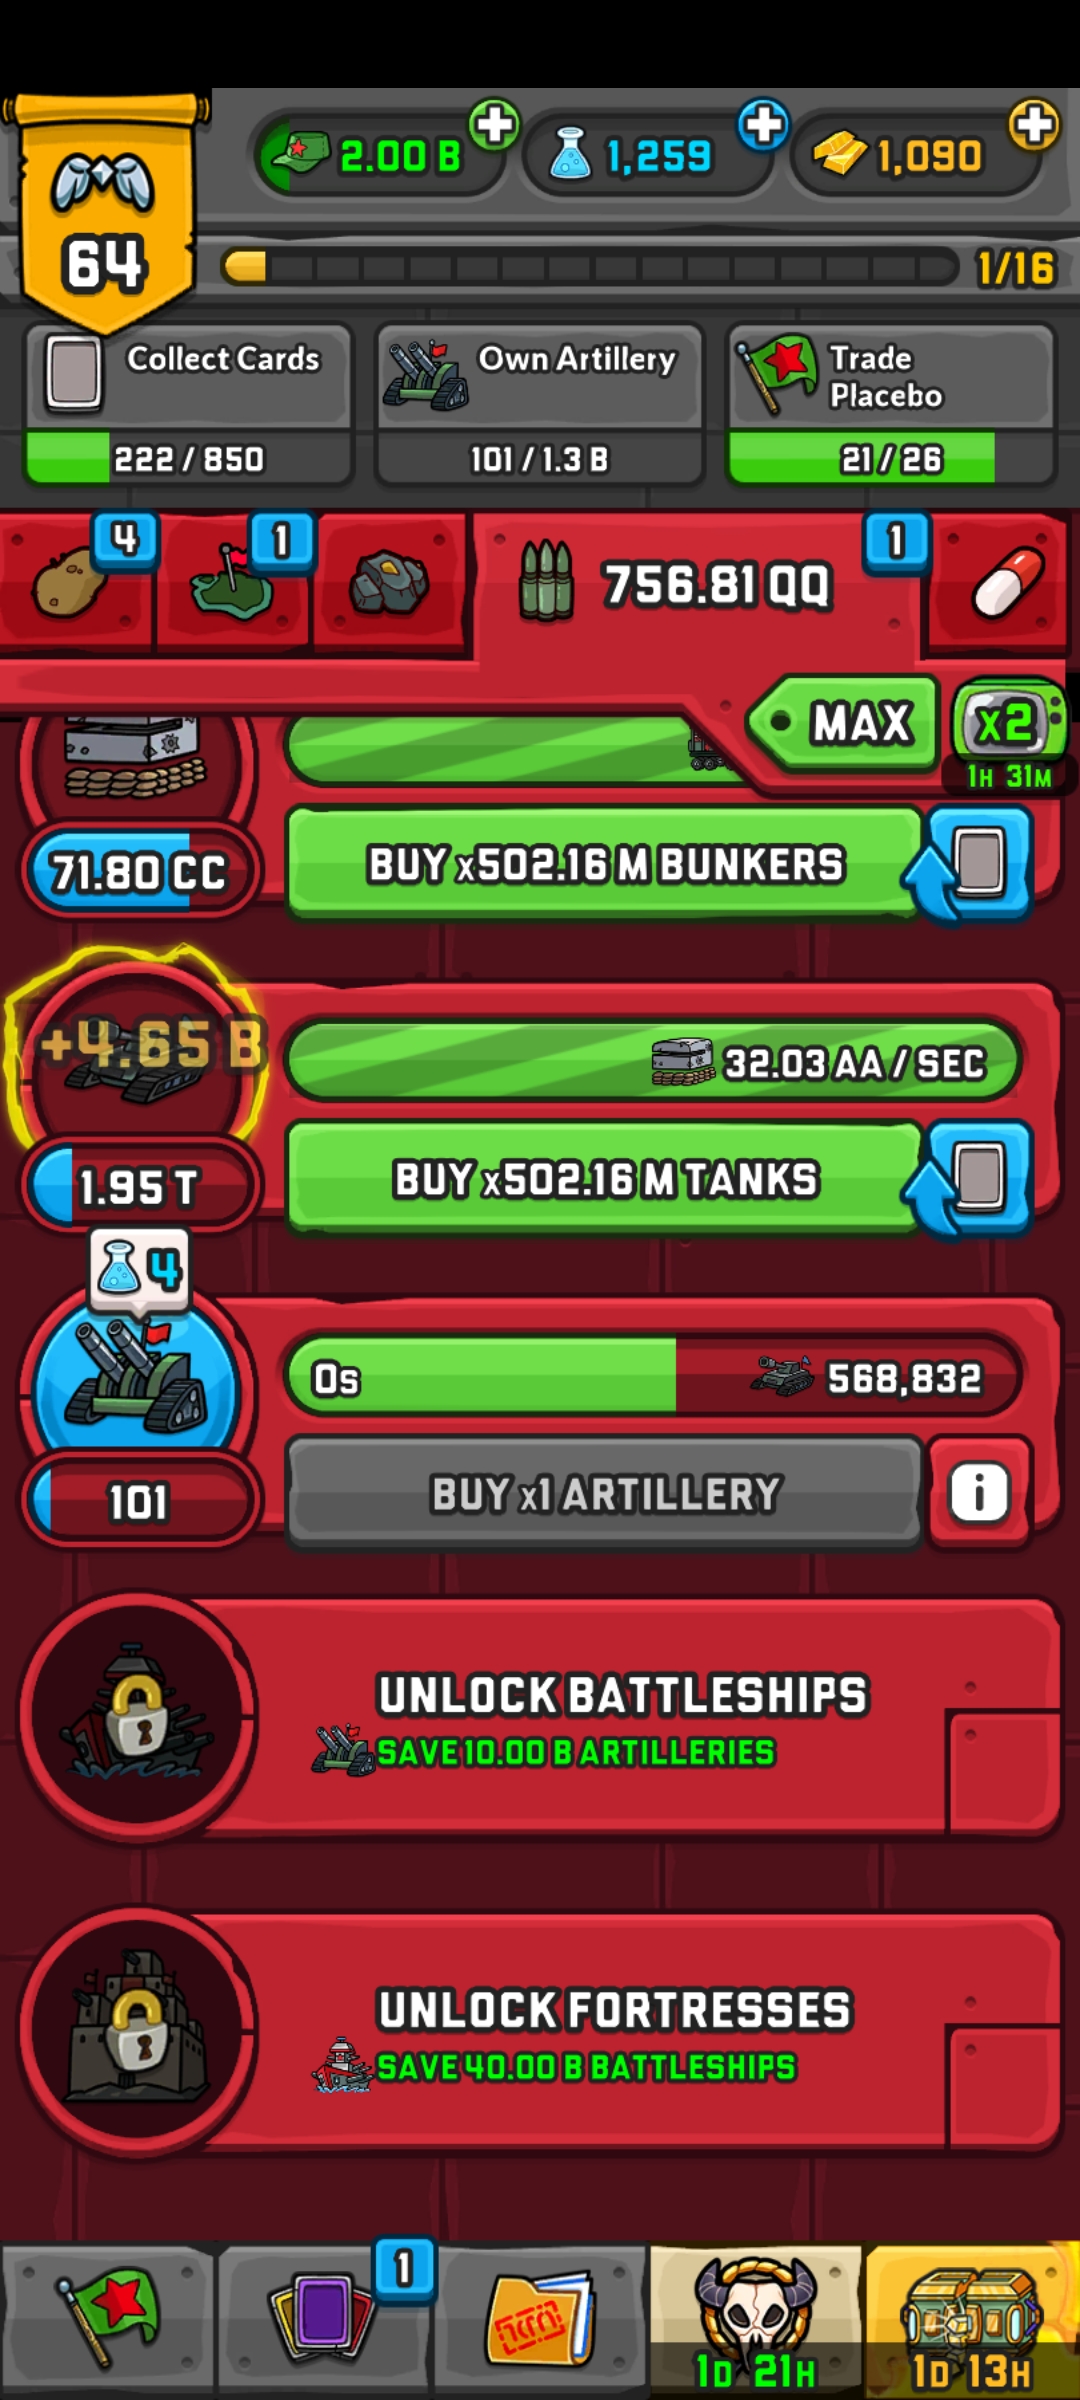 2.00 B
1,259
1,090
64
1/16
Collect Cards
222 / 850
Own Artillery
101 / 1.3 B
Trade
Placebo
21 / 26
4
1
756.81 QQ
1
MAX
x2
1H 31M
71.80 CC
BUY x502.16 M BUNKERS
+4.65 B
32.03 AA / SEC
1.95 T
BUY x502.16 M TANKS
4
0s
568,832
101
BUY x1 ARTILLERY
i
UNLOCK BATTLESHIPS
SAVE 10.00 B ARTILLERIES
UNLOCK FORTRESSES
SAVE 40.00 B BATTLESHIPS
1
1D 21H
1D 13H